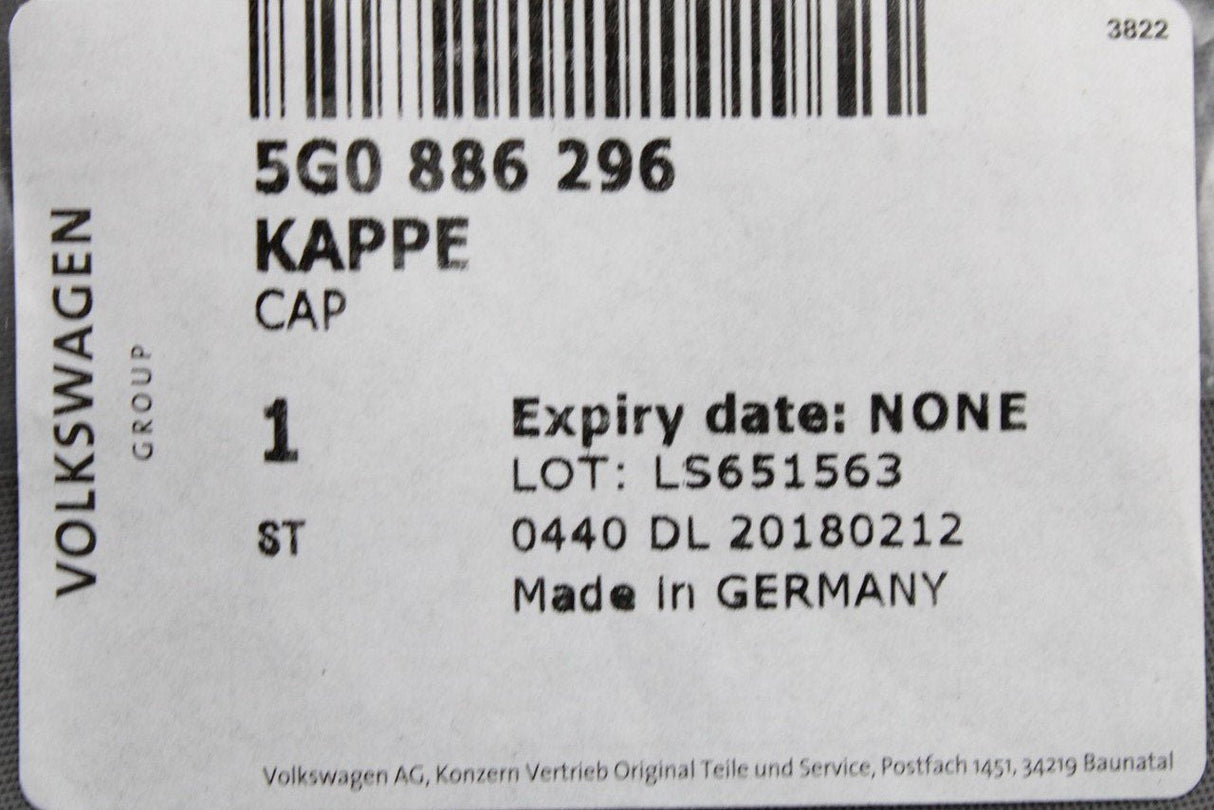 3822
5G0 886 296
KAPPE
CAP
VOLKSWAGEN
GROUP
1
Expiry date: NONE
LOT: LS651563
ST
0440 DL 20180212
Made in GERMANY
Volkswagen AG, Konzern Vertrieb Original Teile und Service, Postfach 1451, 34219 Baunatal